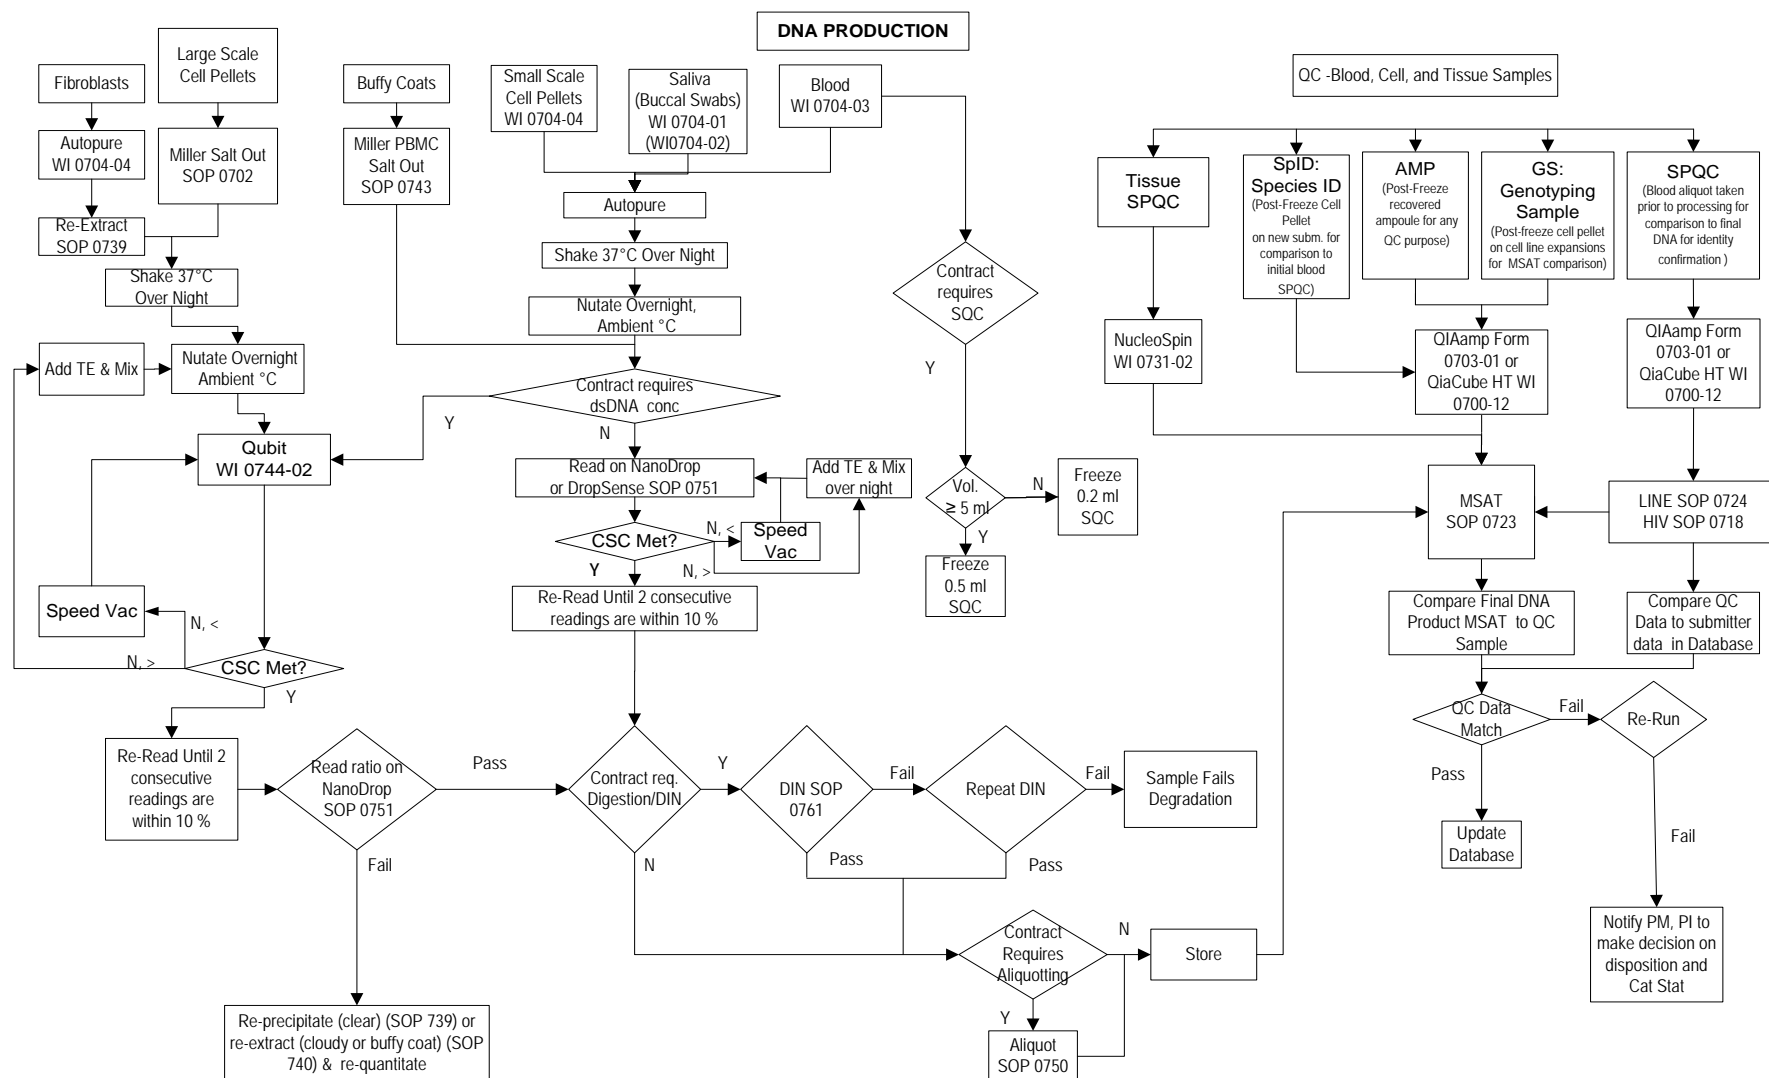 DNA PRODUCTION
Fibroblasts
Large Scale
Cell Pellets
Buffy Coats
Small Scale
Cell Pellets
WI 0704-04
Saliva
(Buccal Swabs)
WI 0704-01
(WI0704-02)
Blood
WI 0704-03
QC -Blood, Cell, and Tissue Samples
Autopure
WI 0704-04
Miller Salt Out
SOP 0702
Miller PBMC
Salt Out
SOP 0743
Autopure
Re-Extract
SOP 0739
Shake 37°C
Over Night
Shake 37°C Over Night
Nutate Overnight,
Ambient °C
Add TE & Mix
Nutate Overnight
Ambient °C
Contract requires
dsDNA conc
Y
N
Qubit
WI 0744-02
Read on NanoDrop
or DropSense SOP 0751
Add TE & Mix
over night
CSC Met?
N, <
Speed
Vac
N, >
Y
Re-Read Until 2 consecutive
readings are within 10 %
Contract
requires
SQC
Y
Vol.
≥ 5 ml
N
Freeze
0.2 ml
SQC
Y
Freeze
0.5 ml
SQC
Speed Vac
N, <
N, >
CSC Met?
Y
Re-Read Until 2
consecutive
readings are
within 10 %
Read ratio on
NanoDrop
SOP 0751
Pass
Fail
Re-precipitate (clear) (SOP 739) or
re-extract (cloudy or buffy coat) (SOP
740) & re-quantitate
Contract req.
Digestion/DIN
Y
N
DIN SOP
0761
Fail
Pass
Repeat DIN
Fail
Pass
Sample Fails
Degradation
Contract
Requires
Aliquotting
N
Y
Aliquot
SOP 0750
Store
Tissue
SPQC
SpID:
Species ID
(Post-Freeze Cell
Pellet
on new subm. for
comparison to
initial blood
SPQC)
AMP
(Post-Freeze
recovered
ampoule for any
QC purpose)
GS:
Genotyping
Sample
(Post-freeze cell pellet
on cell line expansions
for MSAT comparison)
SPQC
(Blood aliquot taken
prior to processing for
comparison to final
DNA for identity
confirmation )
NucleoSpin
WI 0731-02
QIAamp Form
0703-01 or
QiaCube HT WI
0700-12
QIAamp Form
0703-01 or
QiaCube HT WI
0700-12
MSAT
SOP 0723
LINE SOP 0724
HIV SOP 0718
Compare Final DNA
Product MSAT to QC
Sample
Compare QC
Data to submitter
data in Database
QC Data
Match
Fail
Re-Run
Pass
Update
Database
Fail
Notify PM, PI to
make decision on
disposition and
Cat Stat